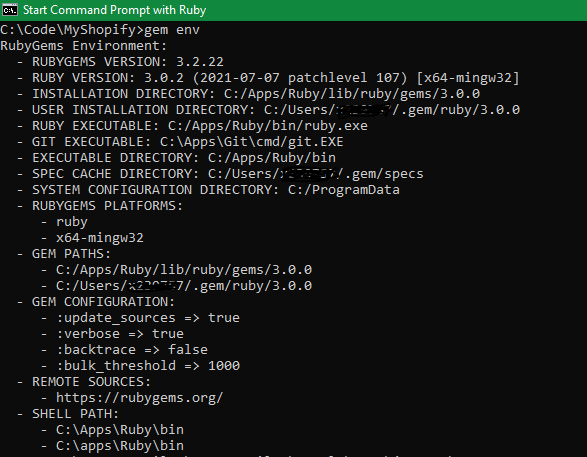 Start Command Prompt with Ruby
C:\Code\MyShopify>gem env
RubyGems Environment:
- RUBYGEMS VERSION: 3.2.22
- RUBY VERSION: 3.0.2 (2021-07-07 patchlevel 107) [x64-mingw32]
- INSTALLATION DIRECTORY: C:/Apps/Ruby/lib/ruby/gems/3.0.0
- USER INSTALLATION DIRECTORY: C:/Users/ /.gem/ruby/3.0.0
- RUBY EXECUTABLE: C:/Apps/Ruby/bin/ruby.exe
- GIT EXECUTABLE: C:\Apps\Git\cmd/git.EXE
- EXECUTABLE DIRECTORY: C:/Apps/Ruby/bin
- SPEC CACHE DIRECTORY: C:/Users/ /.gem/specs
- SYSTEM CONFIGURATION DIRECTORY: C:/ProgramData
- RUBYGEMS PLATFORMS:
- ruby
- x64-mingw32
- GEM PATHS:
- C:/Apps/Ruby/lib/ruby/gems/3.0.0
- C:/Users/ /.gem/ruby/3.0.0
- GEM CONFIGURATION:
- :update_sources => true
- :verbose => true
- :backtrace => false
- :bulk_threshold => 1000
- REMOTE SOURCES:
- https://rubygems.org/
- SHELL PATH:
- C:\Apps\Ruby\bin
- C:\apps\Ruby\bin